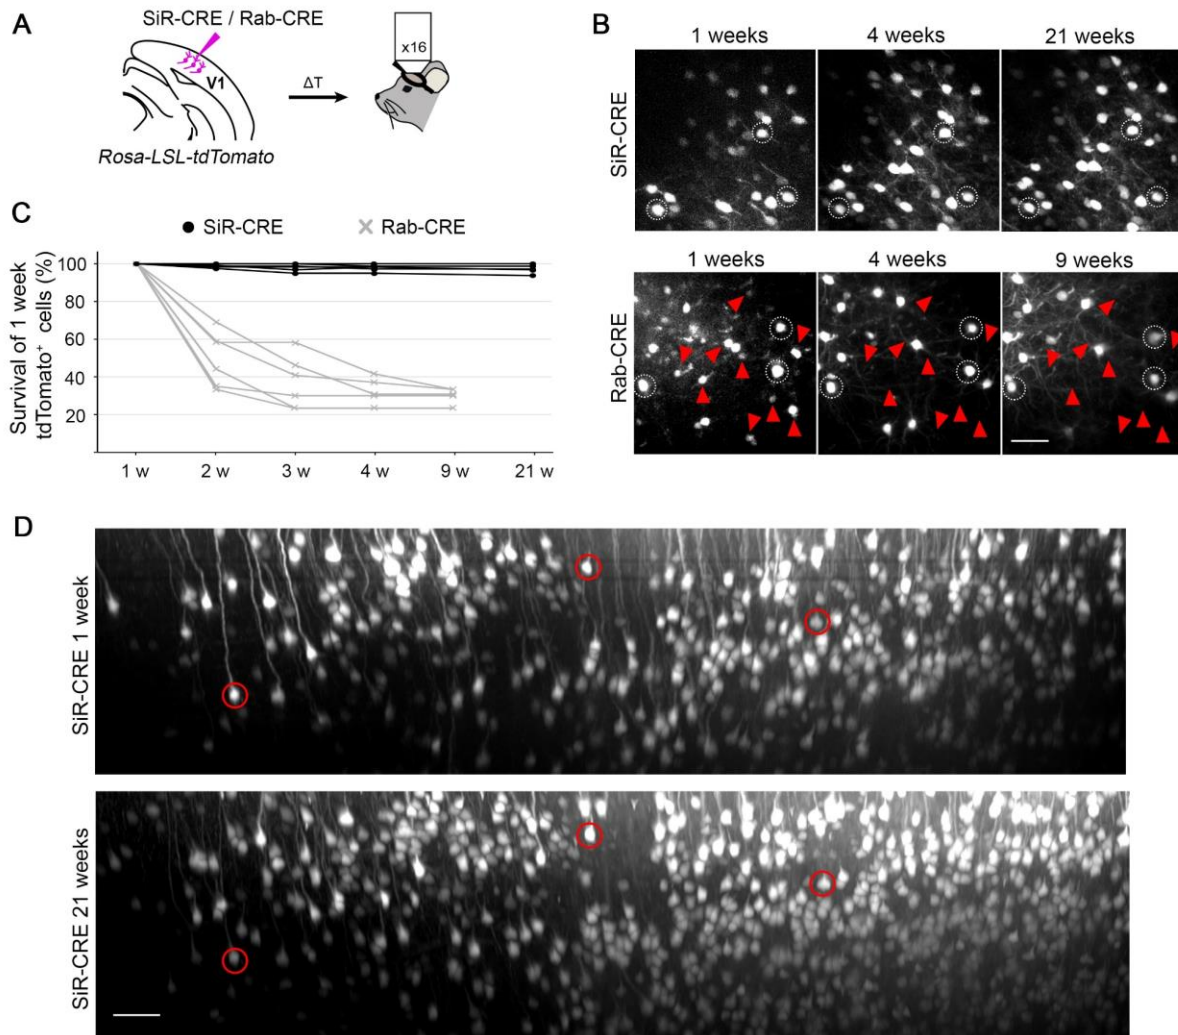 A
SiR-CRE / Rab-CRE
V1
ΔT
x16
Rosa-LSL-tdTomato
B
1 weeks 4 weeks 21 weeks
SiR-CRE
1 weeks 4 weeks 9 weeks
Rab-CRE
C
SiR-CRE Rab-CRE
Survival of 1 week
tdTomato⁺ cells (%)
100
80
60
40
20
1 w 2 w 3 w 4 w 9 w 21 w
D
SiR-CRE 1 week
SiR-CRE 21 weeks